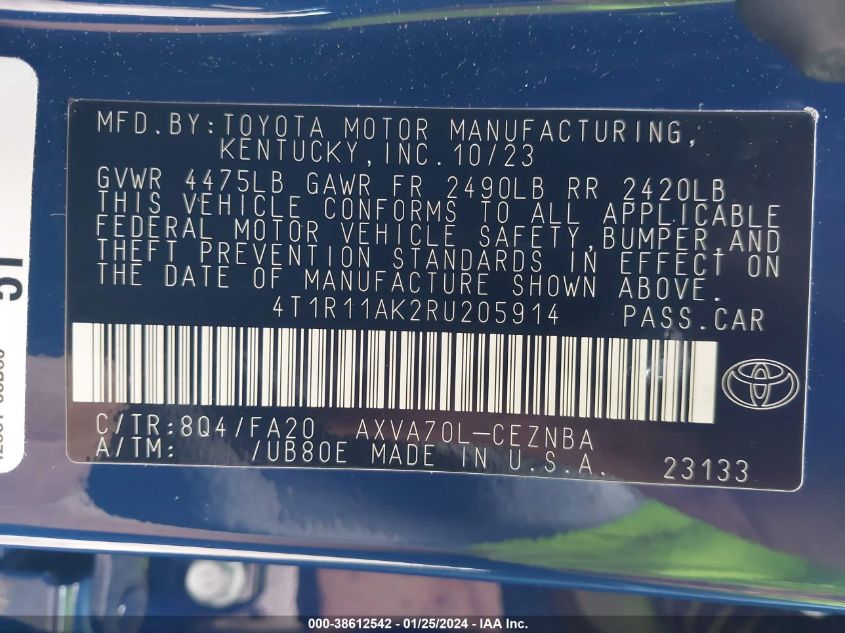 MFD.BY:TOYOTA MOTOR MANUFACTURING,
KENTUCKY,INC.10/23
GVWR 4475LB GAWR FR 2490LB RR 2420LB
THIS VEHICLE CONFORMS TO ALL APPLICABLE
FEDERAL MOTOR VEHICLE SAFETY,BUMPER,AND
THEFT PREVENTION STANDARDS IN EFFECT ON
THE DATE OF MANUFACTURE SHOWN ABOVE.
4T1R11AK2RU205914 PASS.CAR
C/TR:8Q4/FA20 AXVA70L-CEZNBA
A/TM: /UB80E MADE IN U.S.A. 23133
000-38612542 - 01/25/2024 - IAA Inc.